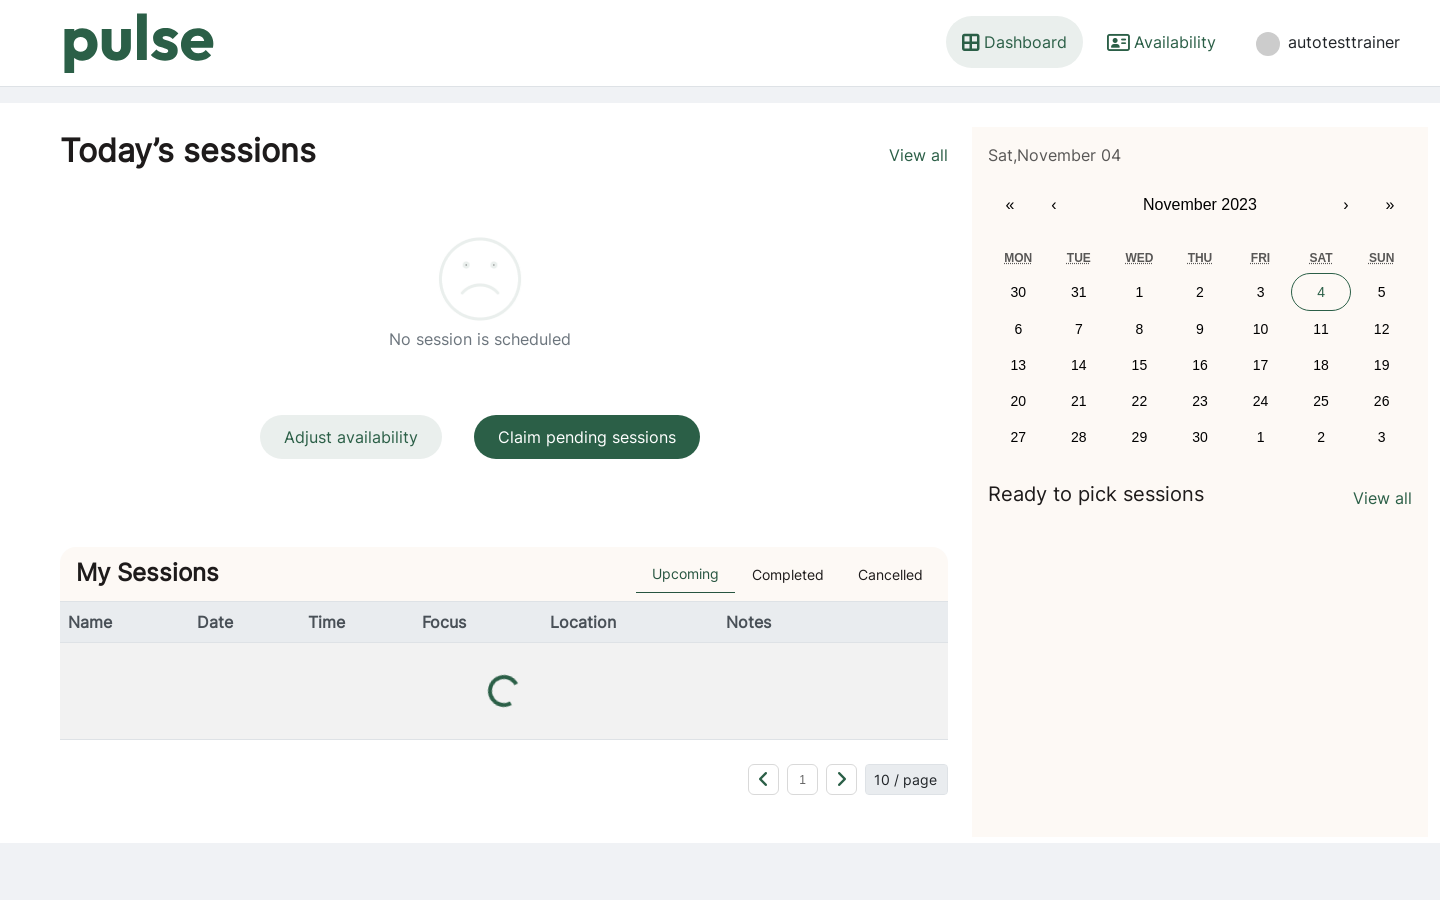 pulse
Dashboard
Availability
autotesttrainer
Today’s sessions
View all
No session is scheduled
Adjust availability
Claim pending sessions
My Sessions
Upcoming
Completed
Cancelled
Name Date Time Focus Location Notes
1
10 / page
Sat,November 04
« ‹ November 2023 › »
MON TUE WED THU FRI SAT SUN
30 31 1 2 3 4 5
6 7 8 9 10 11 12
13 14 15 16 17 18 19
20 21 22 23 24 25 26
27 28 29 30 1 2 3
Ready to pick sessions
View all